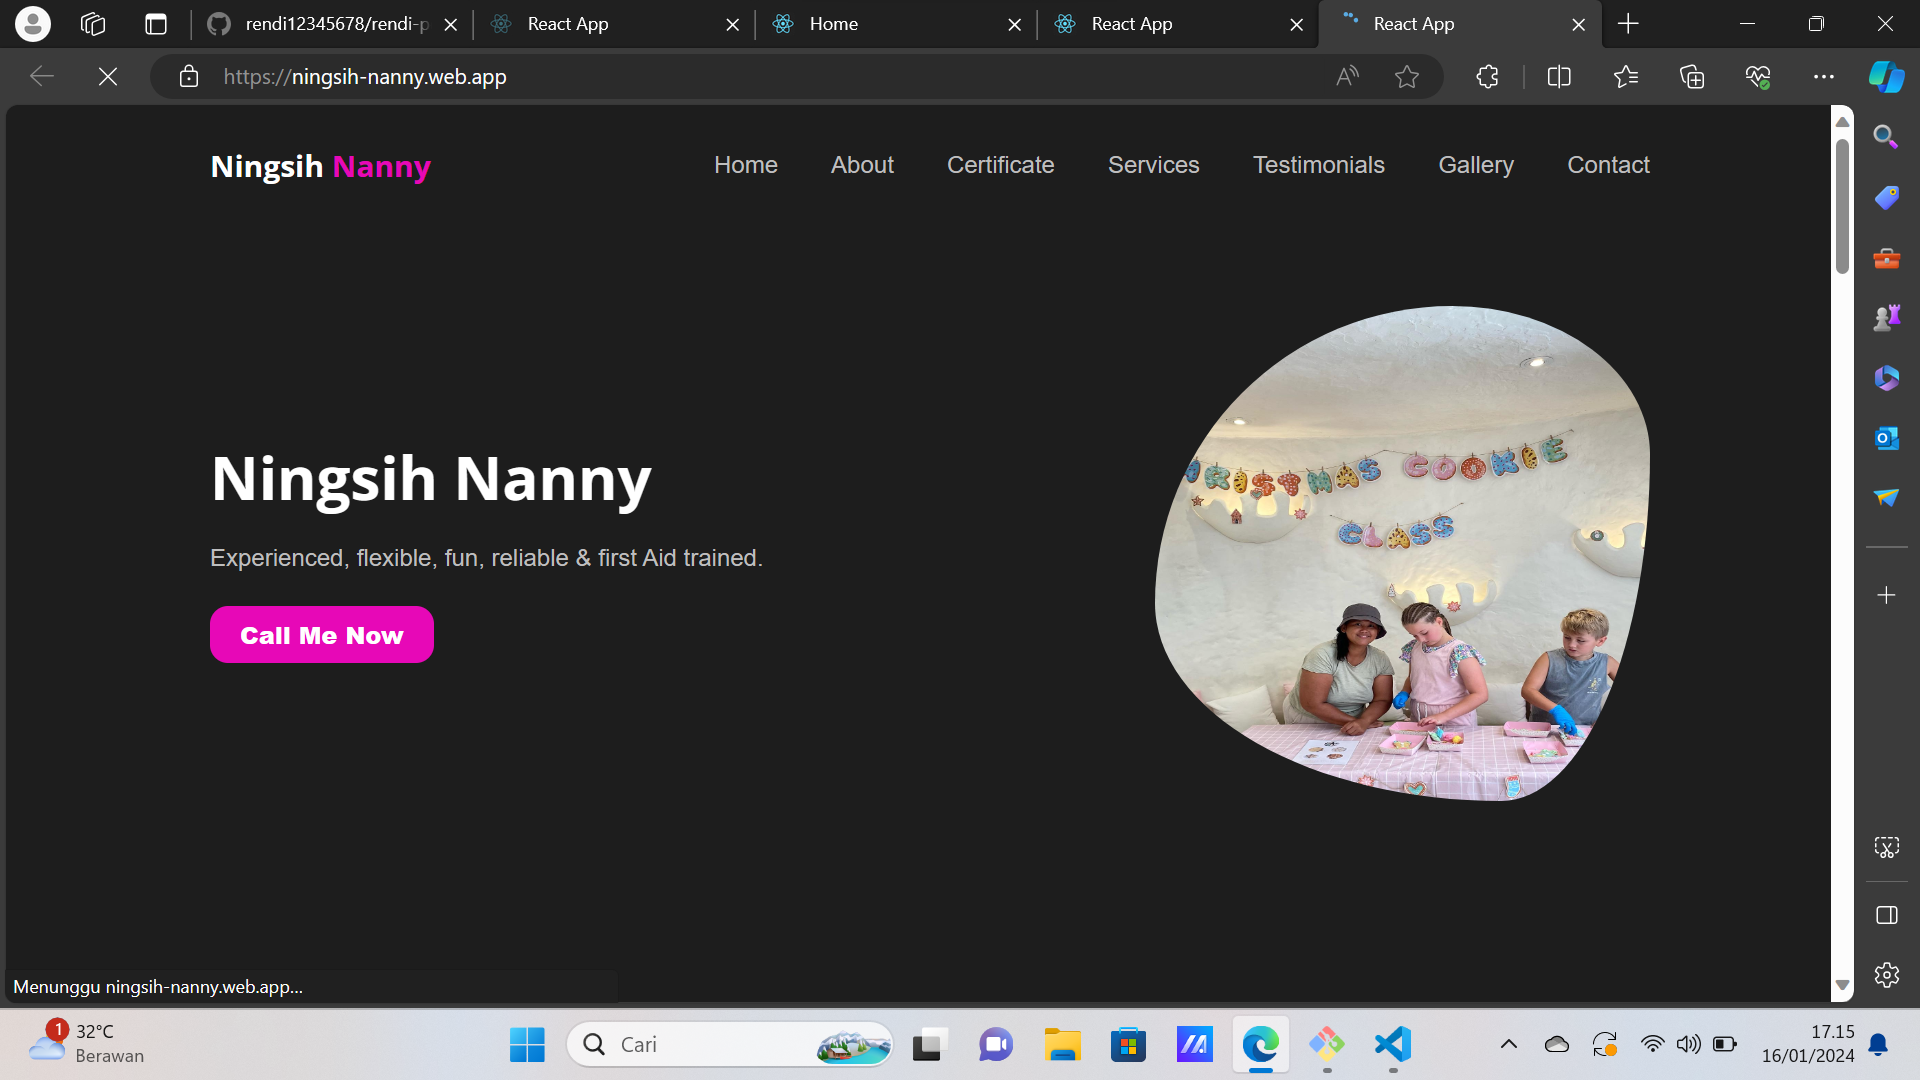 rendi12345678/rendi-p
React App
Home
React App
React App
https://ningsih-nanny.web.app
Ningsih Nanny
Home
About
Certificate
Services
Testimonials
Gallery
Contact
Ningsih Nanny
Experienced, flexible, fun, reliable & first Aid trained.
Call Me Now
RISTMAS COOKIE
CLASS
Menunggu ningsih-nanny.web.app...
1
32°C
Berawan
Cari
17.15
16/01/2024